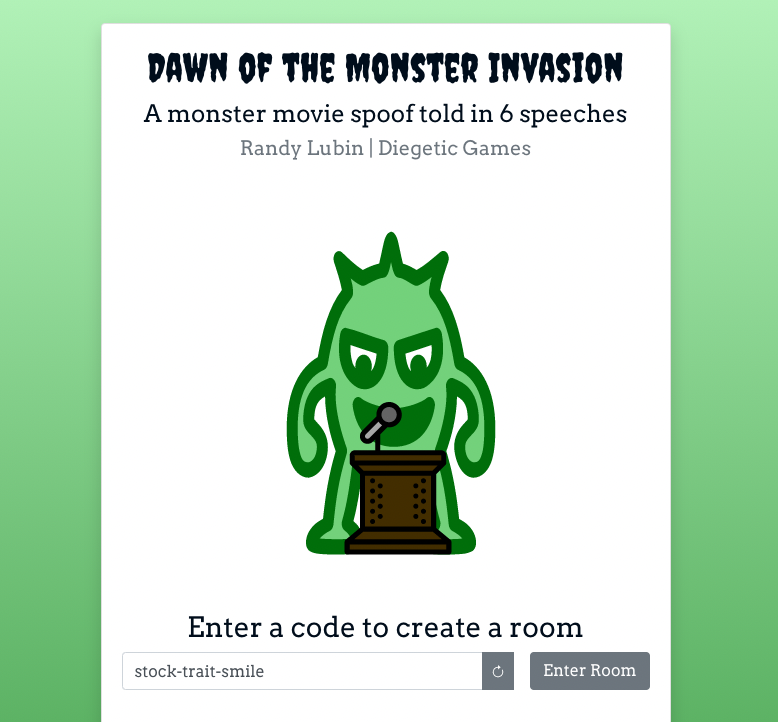 DAWN OF THE MONSTER INVASION
A monster movie spoof told in 6 speeches
Randy Lubin | Diegetic Games
Enter a code to create a room
stock-trait-smile
Enter Room